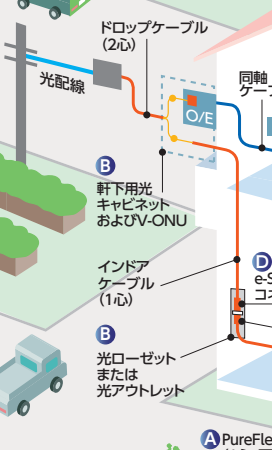 ドロップケーブル
(2心)
光配線
同軸
ケーブ
O/E
B
軒下用光
キャビネット
およびV-ONU
インドア
ケーブル
(1心)
D
e-S
コネ
B
光ローゼット
または
光アウトレット
A PureFle